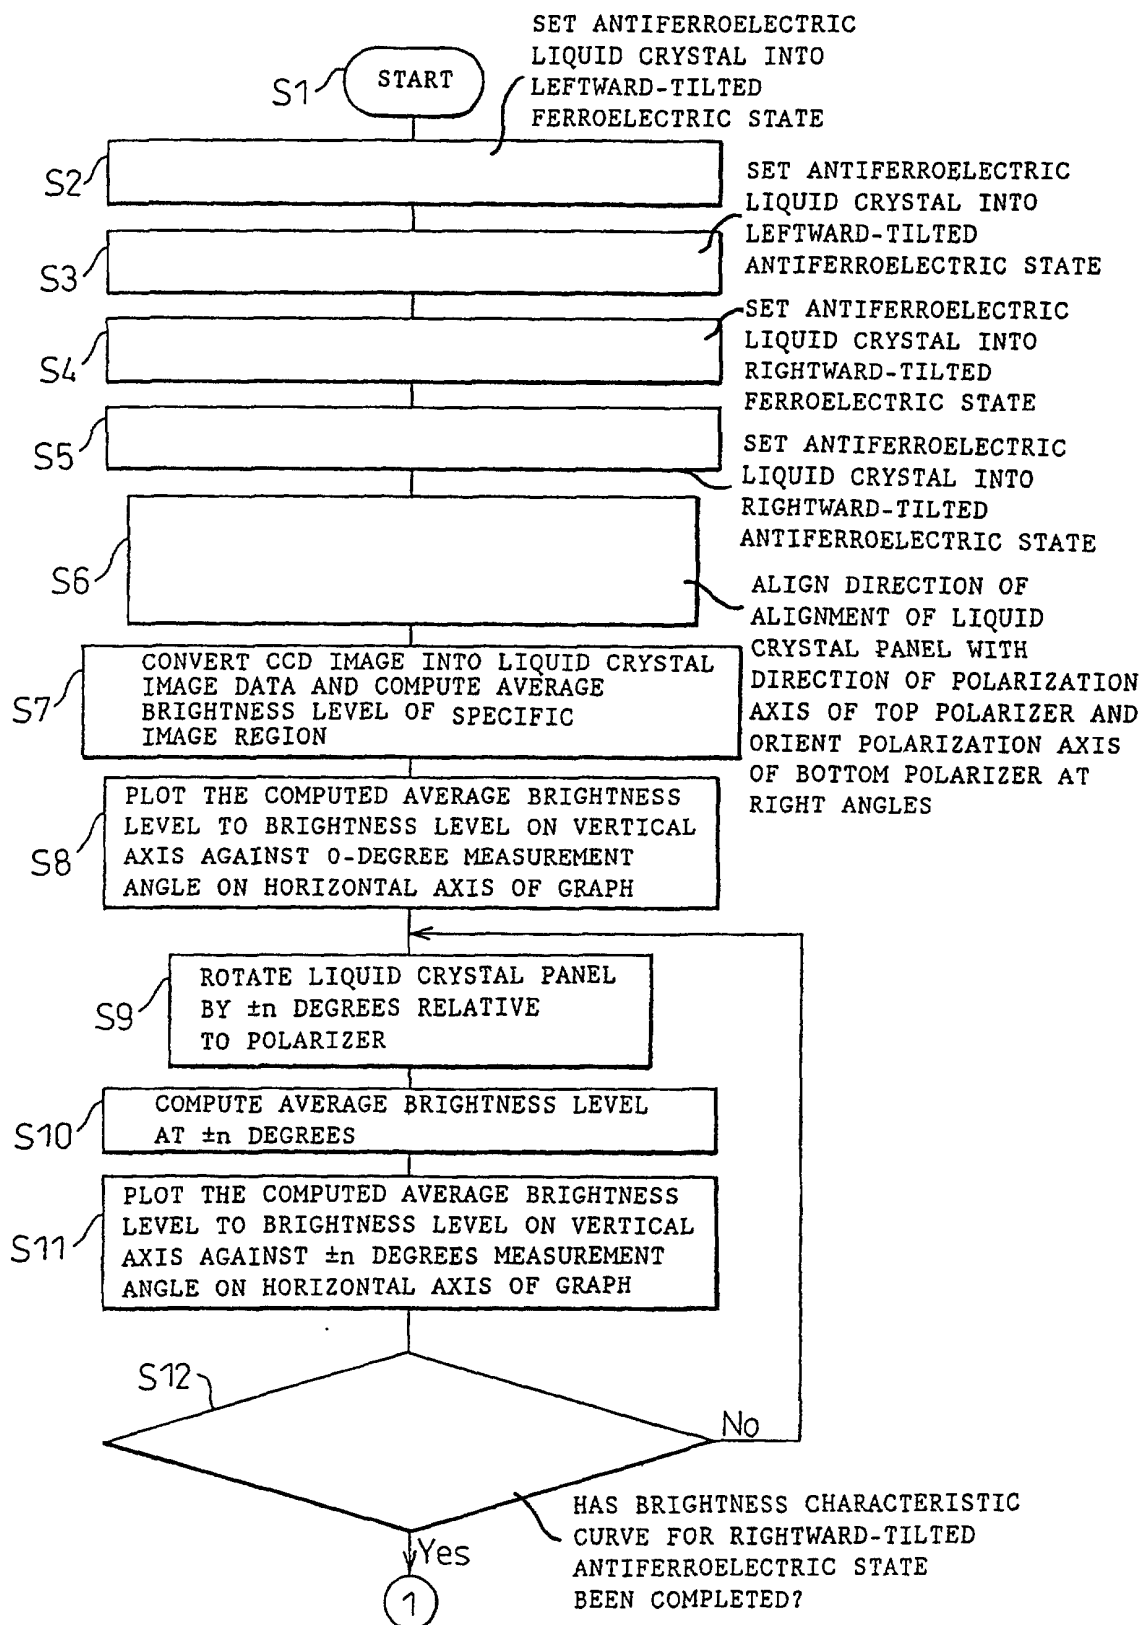 S1
START
SET ANTIFERROELECTRIC
LIQUID CRYSTAL INTO
LEFTWARD-TILTED
FERROELECTRIC STATE
S2
SET ANTIFERROELECTRIC
LIQUID CRYSTAL INTO
LEFTWARD-TILTED
ANTIFERROELECTRIC STATE
S3
SET ANTIFERROELECTRIC
LIQUID CRYSTAL INTO
RIGHTWARD-TILTED
FERROELECTRIC STATE
S4
SET ANTIFERROELECTRIC
LIQUID CRYSTAL INTO
RIGHTWARD-TILTED
ANTIFERROELECTRIC STATE
S5
S6
ALIGN DIRECTION OF
ALIGNMENT OF LIQUID
CRYSTAL PANEL WITH
DIRECTION OF POLARIZATION
AXIS OF TOP POLARIZER AND
ORIENT POLARIZATION AXIS
OF BOTTOM POLARIZER AT
RIGHT ANGLES
S7
CONVERT CCD IMAGE INTO LIQUID CRYSTAL
IMAGE DATA AND COMPUTE AVERAGE
BRIGHTNESS LEVEL OF SPECIFIC
IMAGE REGION
S8
PLOT THE COMPUTED AVERAGE BRIGHTNESS
LEVEL TO BRIGHTNESS LEVEL ON VERTICAL
AXIS AGAINST 0-DEGREE MEASUREMENT
ANGLE ON HORIZONTAL AXIS OF GRAPH
S9
ROTATE LIQUID CRYSTAL PANEL
BY ±n DEGREES RELATIVE
TO POLARIZER
S10
COMPUTE AVERAGE BRIGHTNESS LEVEL
AT ±n DEGREES
S11
PLOT THE COMPUTED AVERAGE BRIGHTNESS
LEVEL TO BRIGHTNESS LEVEL ON VERTICAL
AXIS AGAINST ±n DEGREES MEASUREMENT
ANGLE ON HORIZONTAL AXIS OF GRAPH
S12
No
HAS BRIGHTNESS CHARACTERISTIC
CURVE FOR RIGHTWARD-TILTED
ANTIFERROELECTRIC STATE
BEEN COMPLETED?
Yes
1